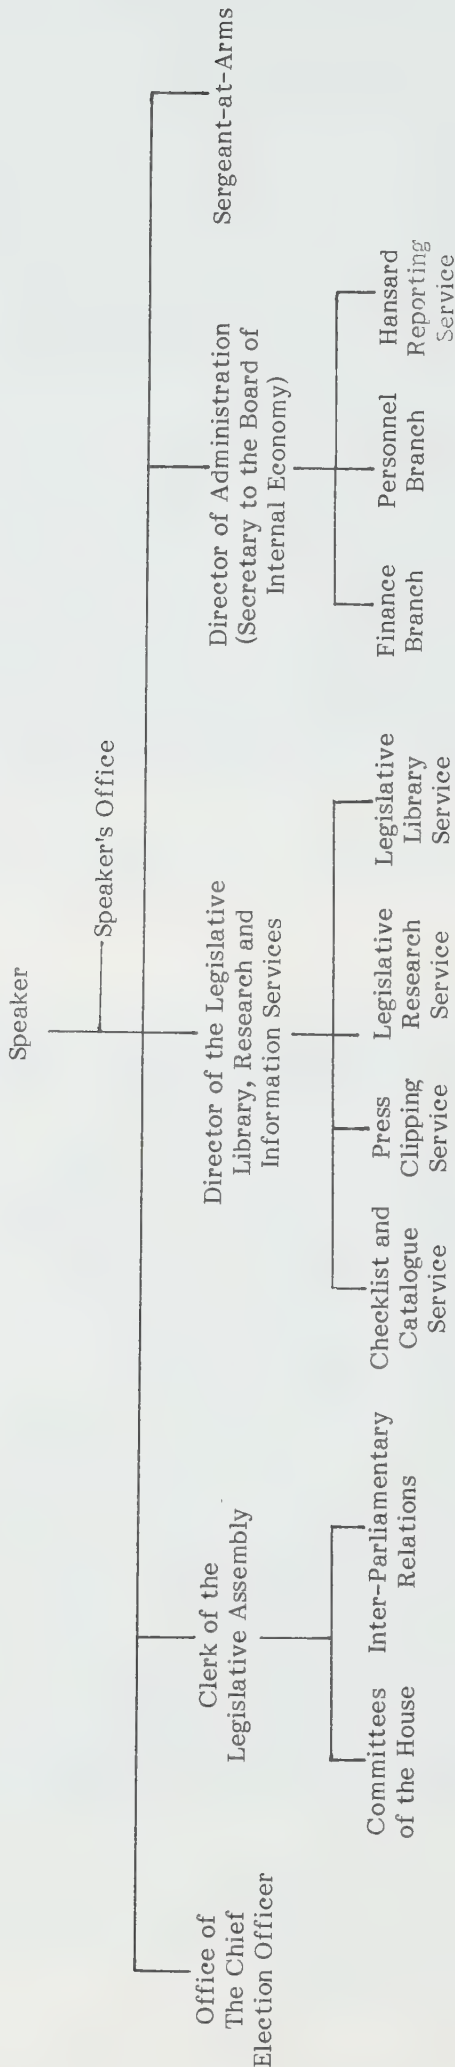 Speaker
Speaker's Office
Office of
The Chief
Election Officer
Clerk of the
Legislative Assembly
Committees
of the House
Inter-Parliamentary
Relations
Director of the Legislative
Library, Research and
Information Services
Checklist and
Catalogue
Service
Press
Clipping
Service
Legislative
Research
Service
Legislative
Library
Service
Director of Administration
(Secretary to the Board of
Internal Economy)
Finance
Branch
Personnel
Branch
Hansard
Reporting
Service
Sergeant-at-Arms